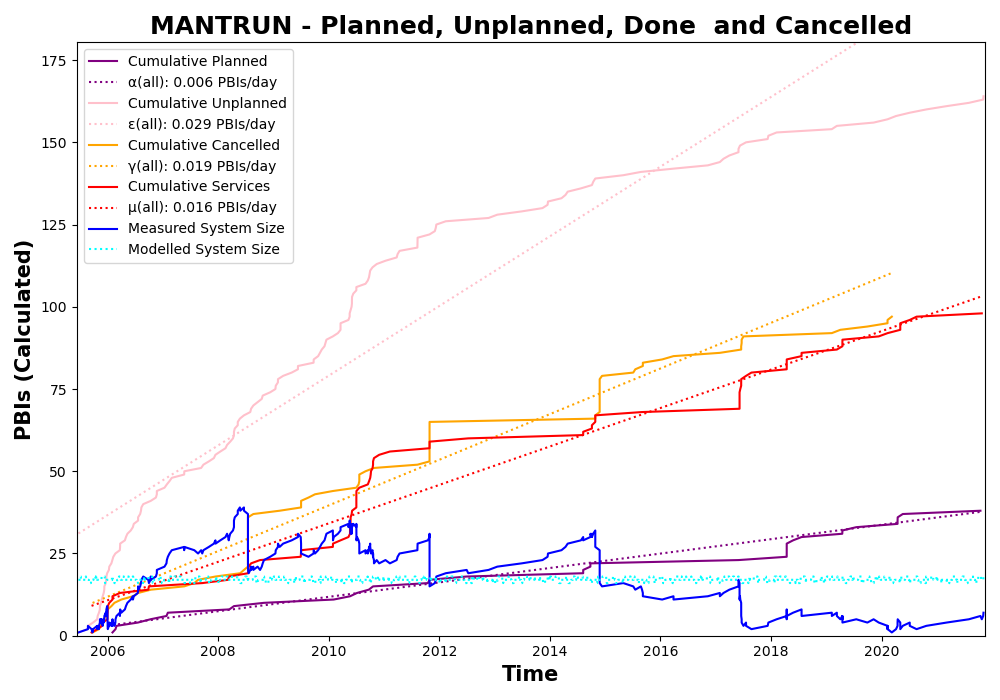 MANTRUN - Planned, Unplanned, Done  and Cancelled
PBIs (Calculated)
175
150
125
100
75
50
25
0
Cumulative Planned
α(all): 0.006 PBIs/day
Cumulative Unplanned
ε(all): 0.029 PBIs/day
Cumulative Cancelled
γ(all): 0.019 PBIs/day
Cumulative Services
μ(all): 0.016 PBIs/day
Measured System Size
Modelled System Size
2006 2008 2010 2012 2014 2016 2018 2020
Time